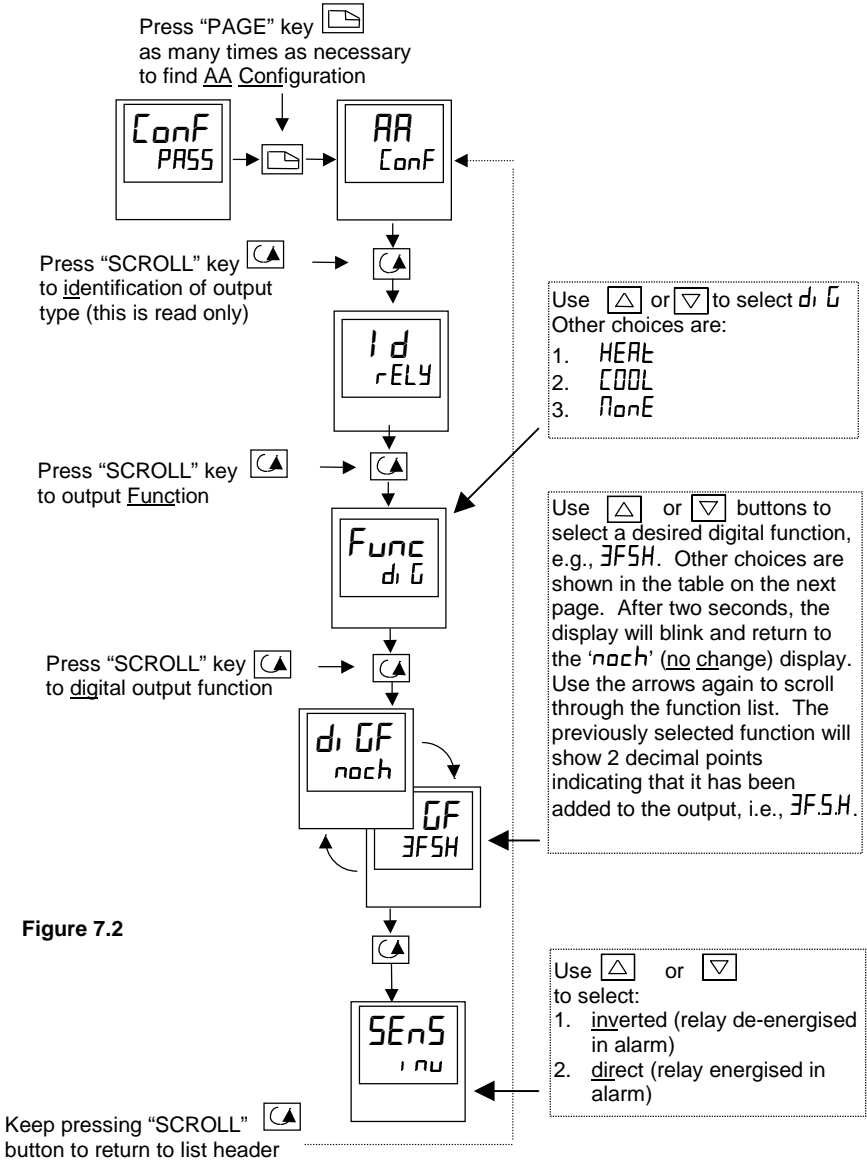 Press “PAGE” key
as many times as necessary
to find AA Configuration
ConF
PASS
AA
ConF
Press “SCROLL” key
to identification of output
type (this is read only)
Id
rELY
Use or to select diG
Other choices are:
1. HEAt
2. COOL
3. NonE
Press “SCROLL” key
to output Function
Func
diG
Use or buttons to
select a desired digital function,
e.g., 3FSH. Other choices are
shown in the table on the next
page. After two seconds, the
display will blink and return to
the ‘noch’ (no change) display.
Use the arrows again to scroll
through the function list. The
previously selected function will
show 2 decimal points
indicating that it has been
added to the output, i.e., 3F.S.H.
Press “SCROLL” key
to digital output function
diGF
noch
GF
3FSH
Figure 7.2
SEnS
inv
Use or
to select:
1. inverted (relay de-energised
in alarm)
2. direct (relay energised in
alarm)
Keep pressing “SCROLL”
button to return to list header